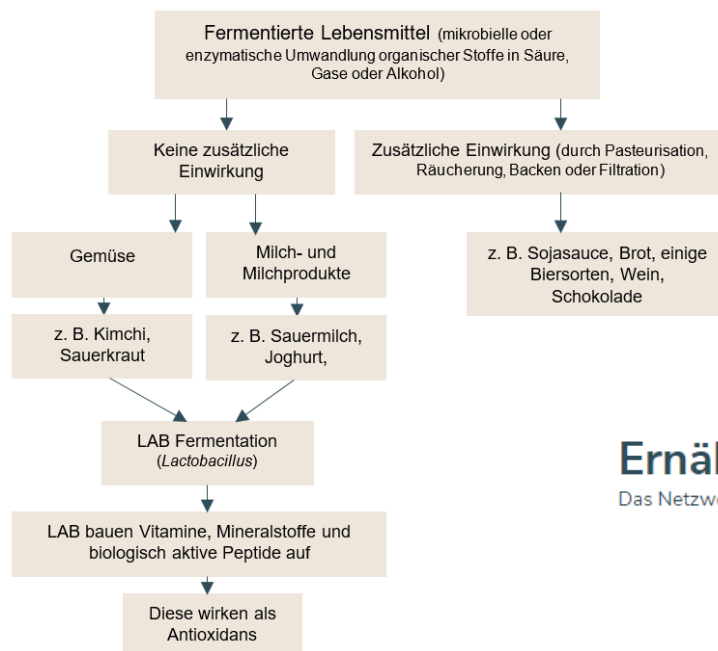 Fermentierte Lebensmittel (mikrobielle oder
enzymatische Umwandlung organischer Stoffe in Säure,
Gase oder Alkohol)
Keine zusätzliche
Einwirkung
Zusätzliche Einwirkung (durch Pasteurisation,
Räucherung, Backen oder Filtration)
Gemüse
Milch- und
Milchprodukte
z. B. Sojasauce, Brot, einige
Biersorten, Wein,
Schokolade
z. B. Kimchi,
Sauerkraut
z. B. Sauermilch,
Joghurt,
LAB Fermentation
(Lactobacillus)
LAB bauen Vitamine, Mineralstoffe und
biologisch aktive Peptide auf
Diese wirken als
Antioxidans
Das